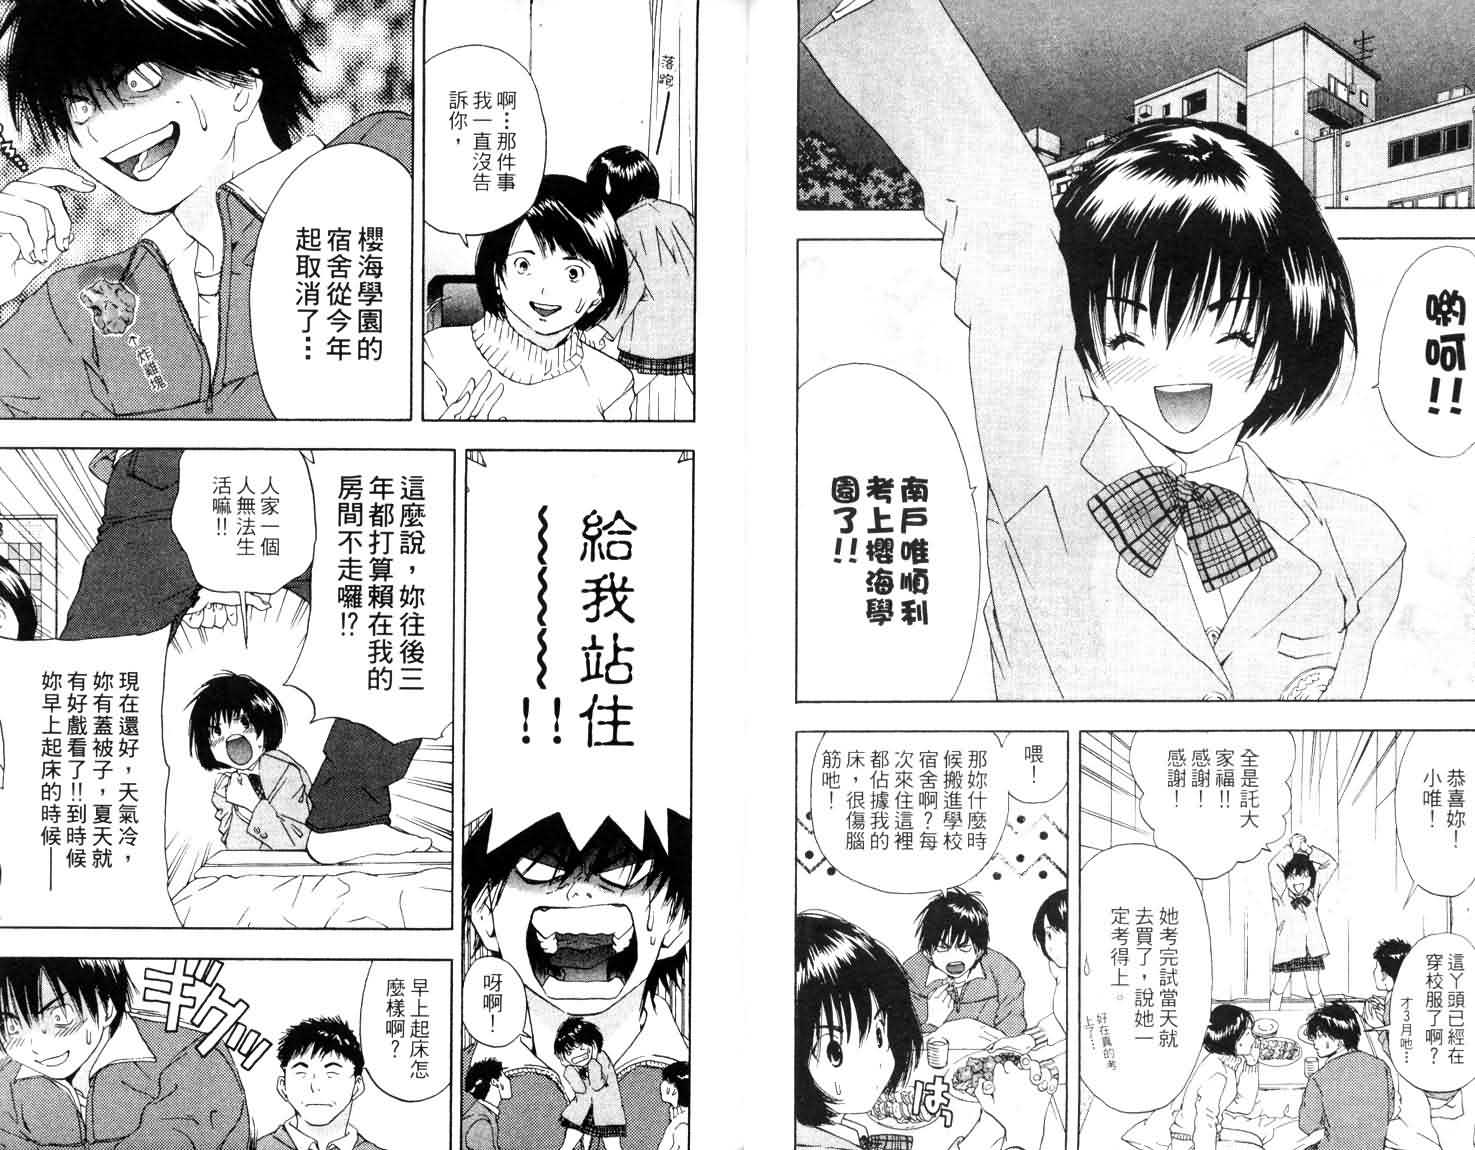 呦呵!!
南戶唯順利
考上櫻海學
園了!!
恭喜妳!
小唯!
全是託大
家福!!
感謝!
感謝!
這丫頭已經在
穿校服了啊?
才3月吔…
她考完試當天就
去買了,說她一
定考得上。
好在真的考
上了…
喂!
那妳什麼時
候搬進學校
宿舍啊?每
次來住這裡
都佔據我的
床,很傷腦
筋吔!
はっ
落跑
啊…那件事
我一直沒告
訴你,
櫻海學園的
宿舍從今年
起取消了…
炸雞塊
給我站住
~~~~!!
呀啊!
這麼說,妳往後三
年都打算賴在我的
房間不走囉!?
人家一個
人無法生
活嘛!!
現在還好,天氣冷,
妳有蓋被子,夏天就
有好戲看了!!到時候
妳早上起床的時候——
早上起床怎
麼樣啊?
ギクッ